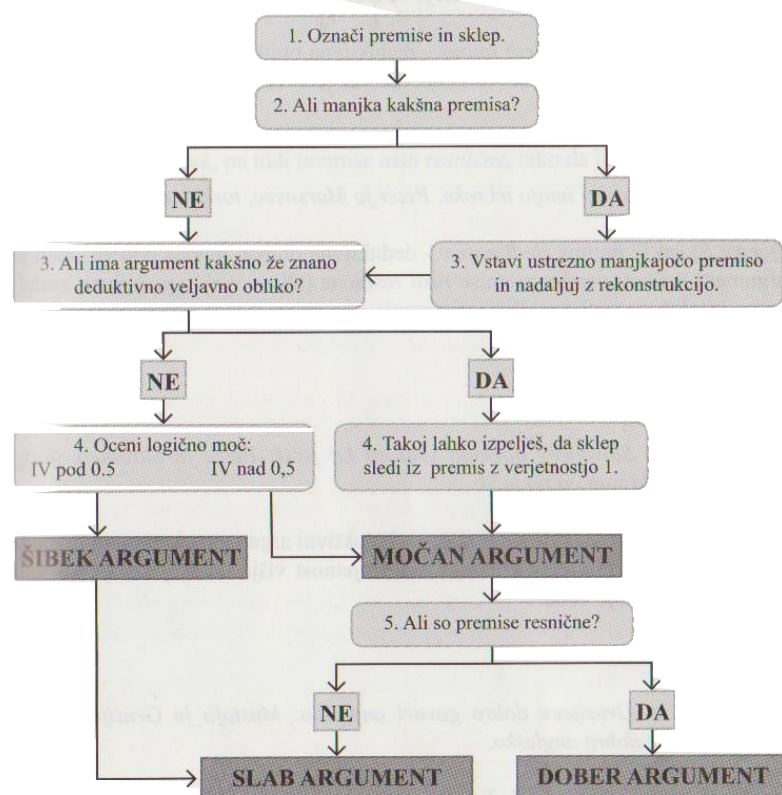 1. Označi premise in sklep.
2. Ali manjka kakšna premisa?
NE
DA
3. Ali ima argument kakšno že znano
deduktivno veljavno obliko?
3. Vstavi ustrezno manjkajočo premiso
in nadaljuj z rekonstrukcijo.
NE
DA
4. Oceni logično moč:
IV pod 0.5 IV nad 0,5
4. Takoj lahko izpelješ, da sklep
sledi iz premis z verjetnostjo 1.
ŠIBEK ARGUMENT
MOČAN ARGUMENT
5. Ali so premise resnične?
NE
DA
SLAB ARGUMENT
DOBER ARGUMENT